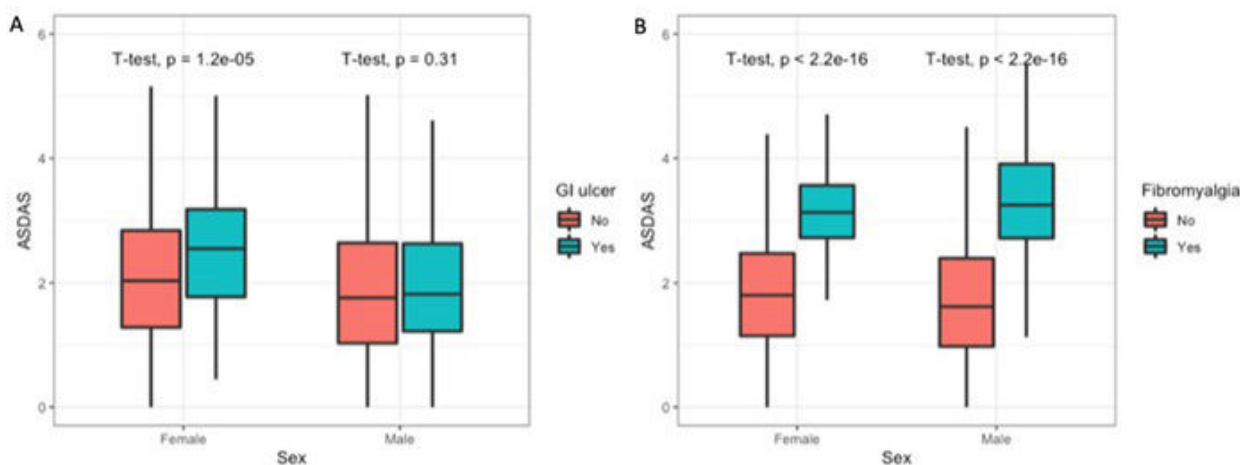 A
T-test, p = 1.2e-05
T-test, p = 0.31
6
4
2
0
ASDAS
Female
Male
Sex
GI ulcer
No
Yes
B
T-test, p < 2.2e-16
T-test, p < 2.2e-16
6
4
2
0
ASDAS
Female
Male
Sex
Fibromyalgia
No
Yes